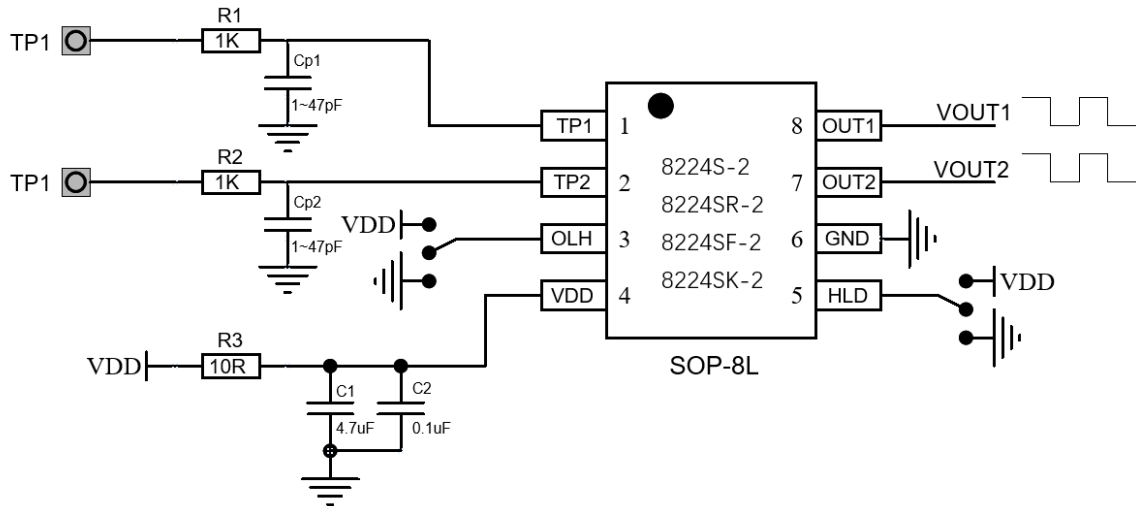 R1
TP1
1K
Cp1
1~47pF
R2
TP1
1K
Cp2
1~47pF
VDD
TP1 1
TP2 2
OLH 3
VDD 4
8224S-2
8224SR-2
8224SF-2
8224SK-2
8 OUT1
7 OUT2
6 GND
5 HLD
VOUT1
VOUT2
VDD
SOP-8L
R3
VDD
10R
C1
4.7uF
C2
0.1uF